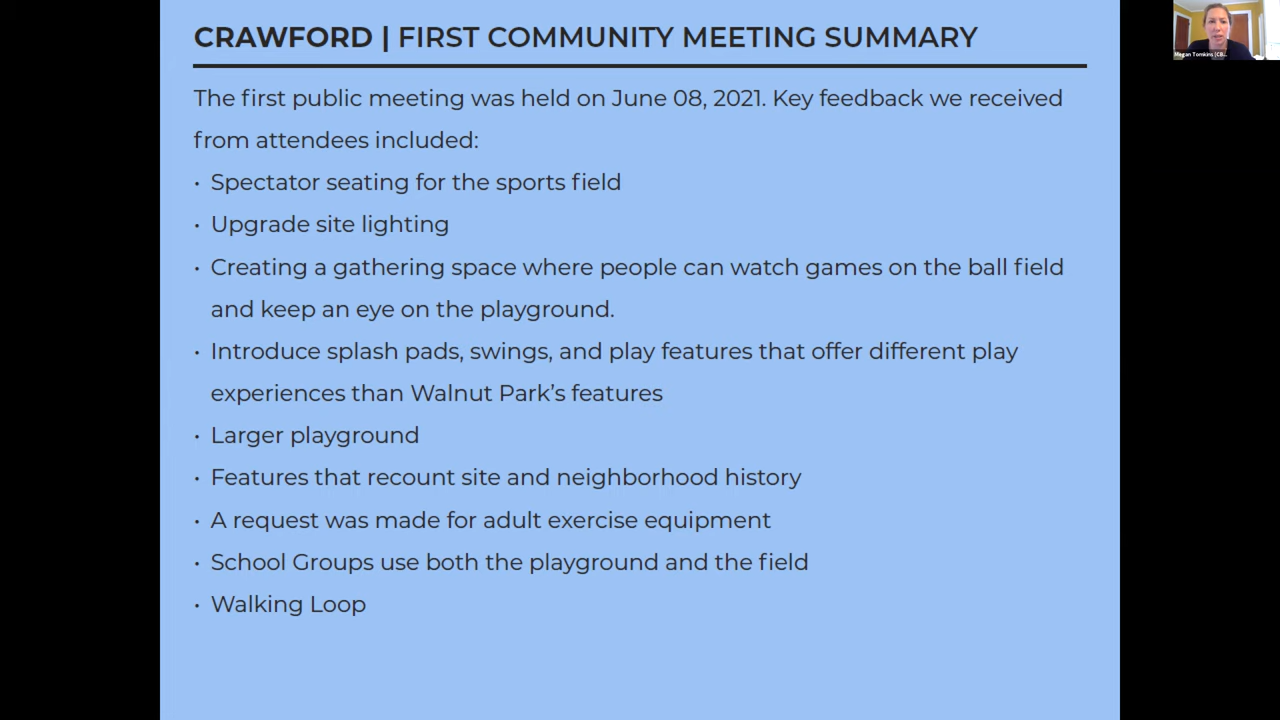 CRAWFORD | FIRST COMMUNITY MEETING SUMMARY
The first public meeting was held on June 08, 2021. Key feedback we received
from attendees included:
• Spectator seating for the sports field
• Upgrade site lighting
• Creating a gathering space where people can watch games on the ball field
and keep an eye on the playground.
• Introduce splash pads, swings, and play features that offer different play
experiences than Walnut Park’s features
• Larger playground
• Features that recount site and neighborhood history
• A request was made for adult exercise equipment
• School Groups use both the playground and the field
• Walking Loop
Megan Tomkins (CB...